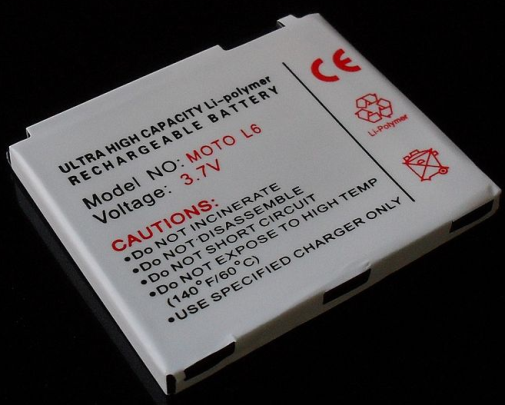 ULTRA HIGH CAPACITY Li-polymer
RECHARGEABLE BATTERY
Model NO: MOTO L6
Voltage: 3.7V
CAUTIONS:
•DO NOT INCINERATE
•DO NOT DISASSEMBLE
•DO NOT SHORT CIRCUIT
•DO NOT EXPOSE TO HIGH TEMP
(140°F/60°C)
•USE SPECIFIED CHARGER ONLY
CE
Li-Polymer